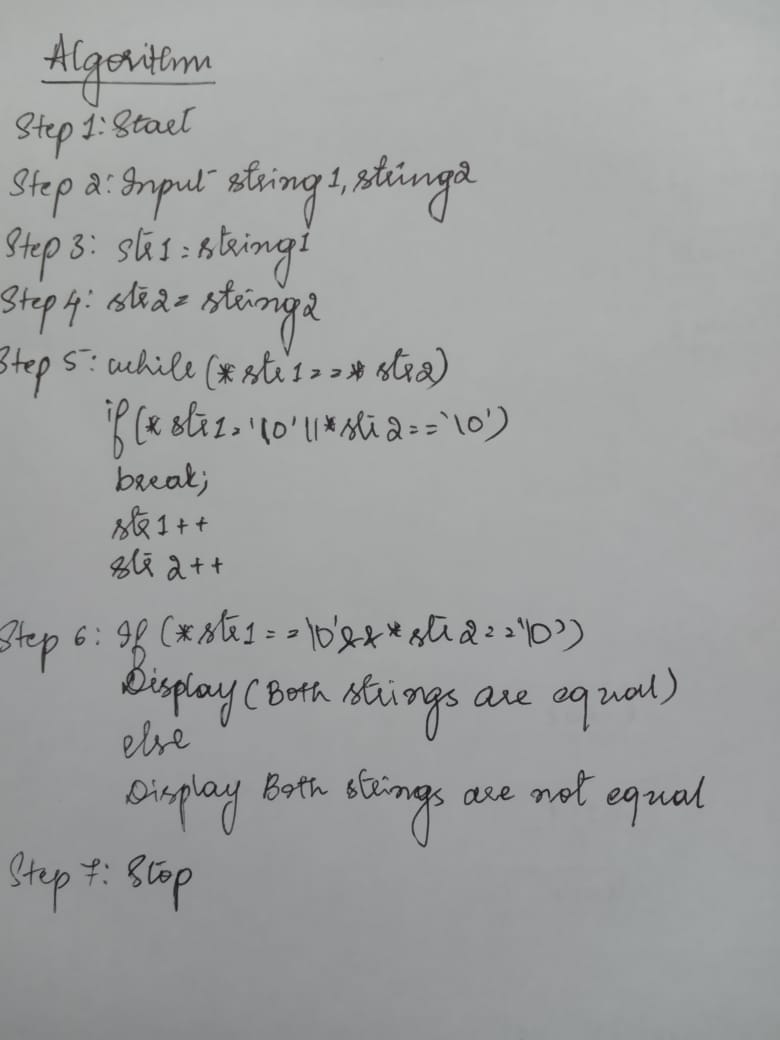 Algorithm
Step 1: Start
Step 2: Input string1, string2
Step 3: str1 = string1
Step 4: str2 = string2
Step 5: while (*str1==*str2)
if(*str1='\0'||*str2=='\0')
break;
str1++
str2++
Step 6: If (*str1=='\0'&&*str2=='\0')
Display (Both strings are equal)
else
Display Both strings are not equal
Step 7: Stop